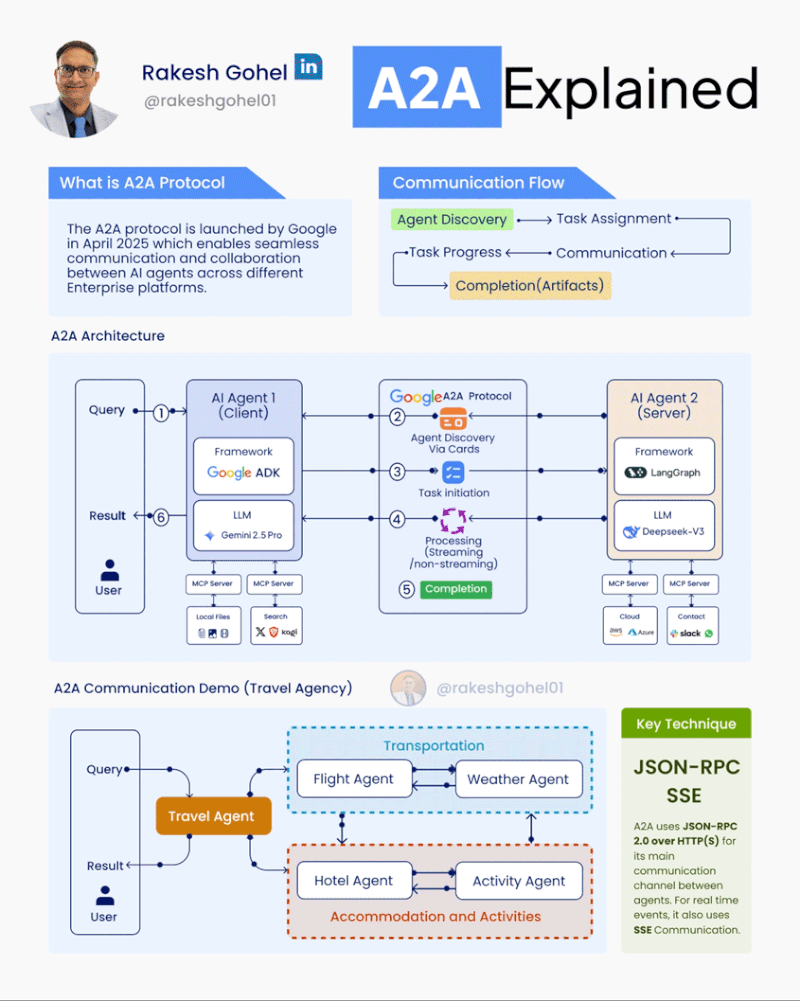 Rakesh Gohel in
@rakeshgohel01
A2A Explained
What is A2A Protocol
The A2A protocol is launched by Google
in April 2025 which enables seamless
communication and collaboration
between AI agents across different
Enterprise platforms.
Communication Flow
Agent Discovery
Task Assignment
Task Progress
Communication
Completion(Artifacts)
A2A Architecture
Query
1
Result
6
User
AI Agent 1
(Client)
Framework
Google ADK
LLM
Gemini 2.5 Pro
MCP Server
MCP Server
Local Files
Search
kagi
Google A2A Protocol
2
Agent Discovery
Via Cards
3
Task initiation
4
Processing
(Streaming
/non-streaming)
5
Completion
AI Agent 2
(Server)
Framework
LangGraph
LLM
Deepseek-V3
MCP Server
MCP Server
Cloud
aws Azure
Contact
slack
A2A Communication Demo (Travel Agency)
@rakeshgohel01
Query
Result
User
Travel Agent
Transportation
Flight Agent
Weather Agent
Hotel Agent
Activity Agent
Accommodation and Activities
Key Technique
JSON-RPC
SSE
A2A uses JSON-RPC
2.0 over HTTP(S) for
its main
communication
channel between
agents. For real time
events, it also uses
SSE Communication.